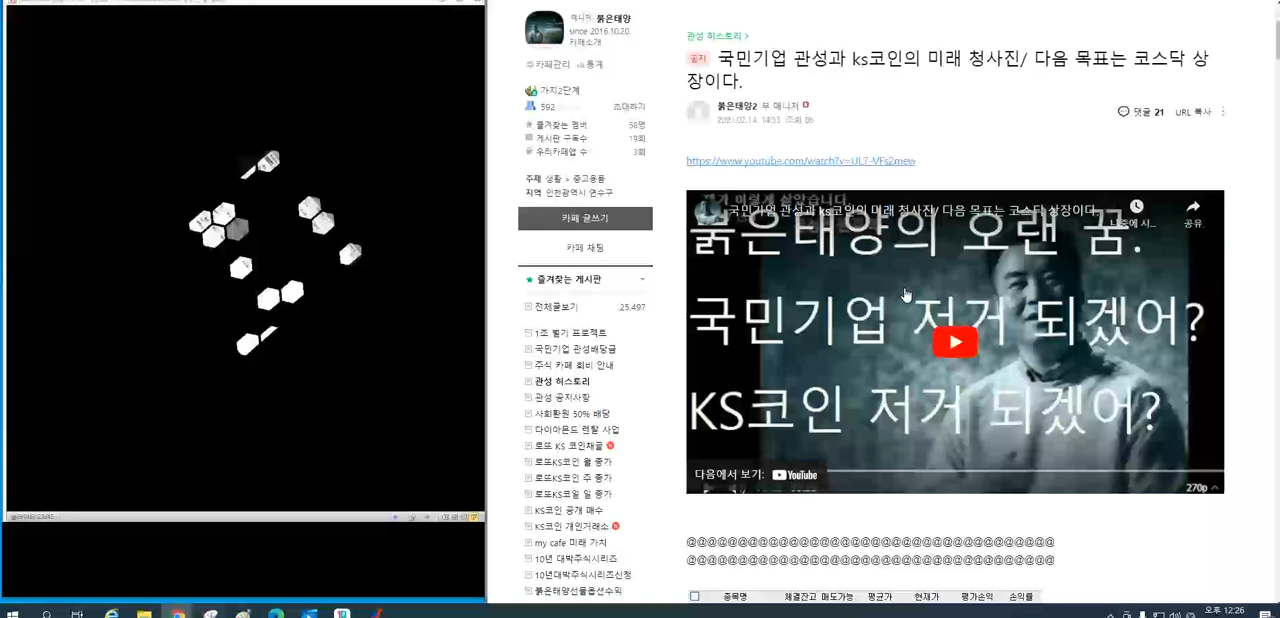 매니저 붉은태양
since 2016.10.20.
카페소개
카페관리 통계
가지2단계
592
초대하기
즐겨찾는 멤버 58명
게시판 구독수 19회
우리카페앱 수 3회
주제 생활 > 중고용품
지역 인천광역시 연수구
카페 글쓰기
카페 채팅
즐겨찾는 게시판
전체글보기 25,497
1조 벌기 프로젝트
국민기업 관성배당금
주식 카페 회비 안내
관성 히스토리
관성 공지사항
사회환원 50% 배당
다이아몬드 렌탈 사업
로또 KS 코인채굴
로또KS코인 월 종가
로또KS코인 주 종가
로또KS코일 일 종가
KS코인 공개 매수
KS코인 개인거래소
my cafe 미래 가치
10년 대박주식시리즈
10년대박주식시리즈신청
붉은태양선물옵션수익
관성 히스토리 >
공지 국민기업 관성과 ks코인의 미래 청사진/ 다음 목표는 코스닥 상
장이다.
붉은태양2 부 매니저
댓글 21 URL 복사
국민기업 관성과 ks코인의 미래 청사진/ 다음 목표는 코스닥 상장이다.
나중에 시...
공유
붉은태양의 오랜 꿈.
국민기업 저거 되겠어?
KS코인 저거 되겠어?
다음에서 보기: YouTube
270p
@@@@@@@@@@@@@@@@@@@@@@@@@@@@@@@@@@@
@@@@@@@@@@@@@@@@@@@@@@@@@@@@@@@@@@@
종목명 체결잔고 매도가능 평균가 현재가 평가손익 손익률
오후 12:26